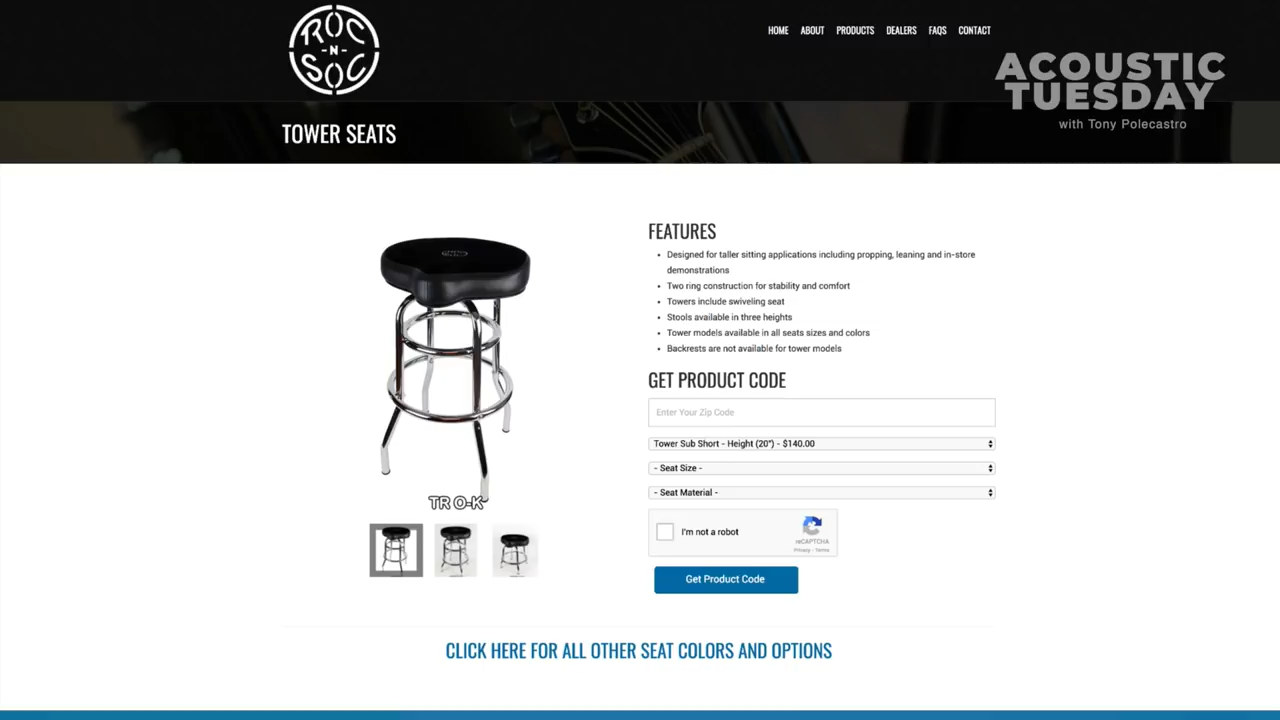 ROC
-N-
SOC
HOME ABOUT PRODUCTS DEALERS FAQS CONTACT
ACOUSTIC
TUESDAY
with Tony Polecastro
TOWER SEATS
FEATURES
• Designed for taller sitting applications including propping, leaning and in-store
demonstrations
• Two ring construction for stability and comfort
• Towers include swiveling seat
• Stools available in three heights
• Tower models available in all seats sizes and colors
• Backrests are not available for tower models
GET PRODUCT CODE
Enter Your Zip Code
Tower Sub Short - Height (20") - $140.00
- Seat Size -
- Seat Material -
I'm not a robot
reCAPTCHA
Privacy - Terms
Get Product Code
TR O-K
CLICK HERE FOR ALL OTHER SEAT COLORS AND OPTIONS